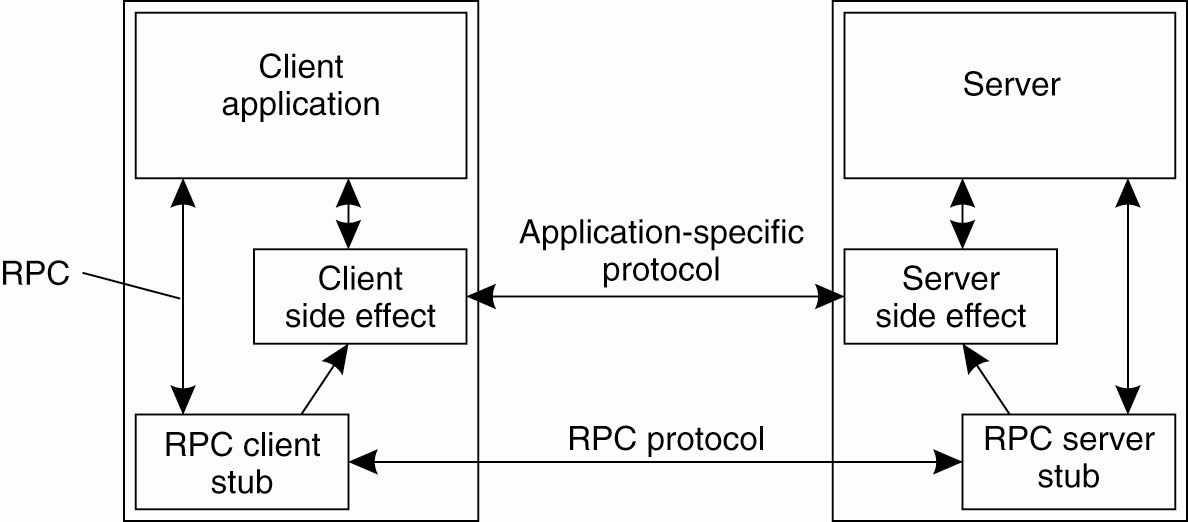 Client
application
Server
Application-specific
protocol
RPC
Client
side effect
Server
side effect
RPC client
stub
RPC protocol
RPC server
stub